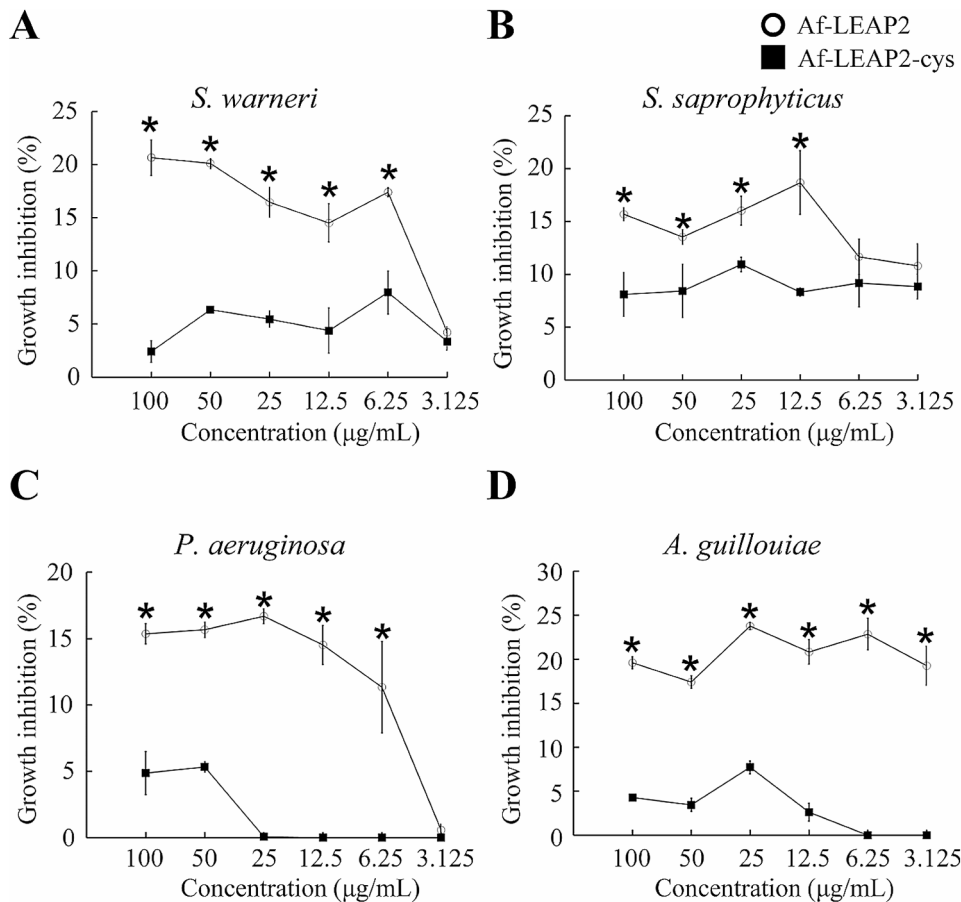 A
B
Af-LEAP2
Af-LEAP2-cys
S. warneri
S. saprophyticus
Growth inhibition (%)
25
20
15
10
5
0
* * * * *
100 50 25 12.5 6.25 3.125
Concentration (μg/mL)
Growth inhibition (%)
25
20
15
10
5
0
* * * *
100 50 25 12.5 6.25 3.125
Concentration (μg/mL)
C
D
P. aeruginosa
A. guillouiae
Growth inhibition (%)
20
15
10
5
0
* * * * *
100 50 25 12.5 6.25 3.125
Concentration (μg/mL)
Growth inhibition (%)
30
25
20
15
10
5
0
* * * * * *
100 50 25 12.5 6.25 3.125
Concentration (μg/mL)